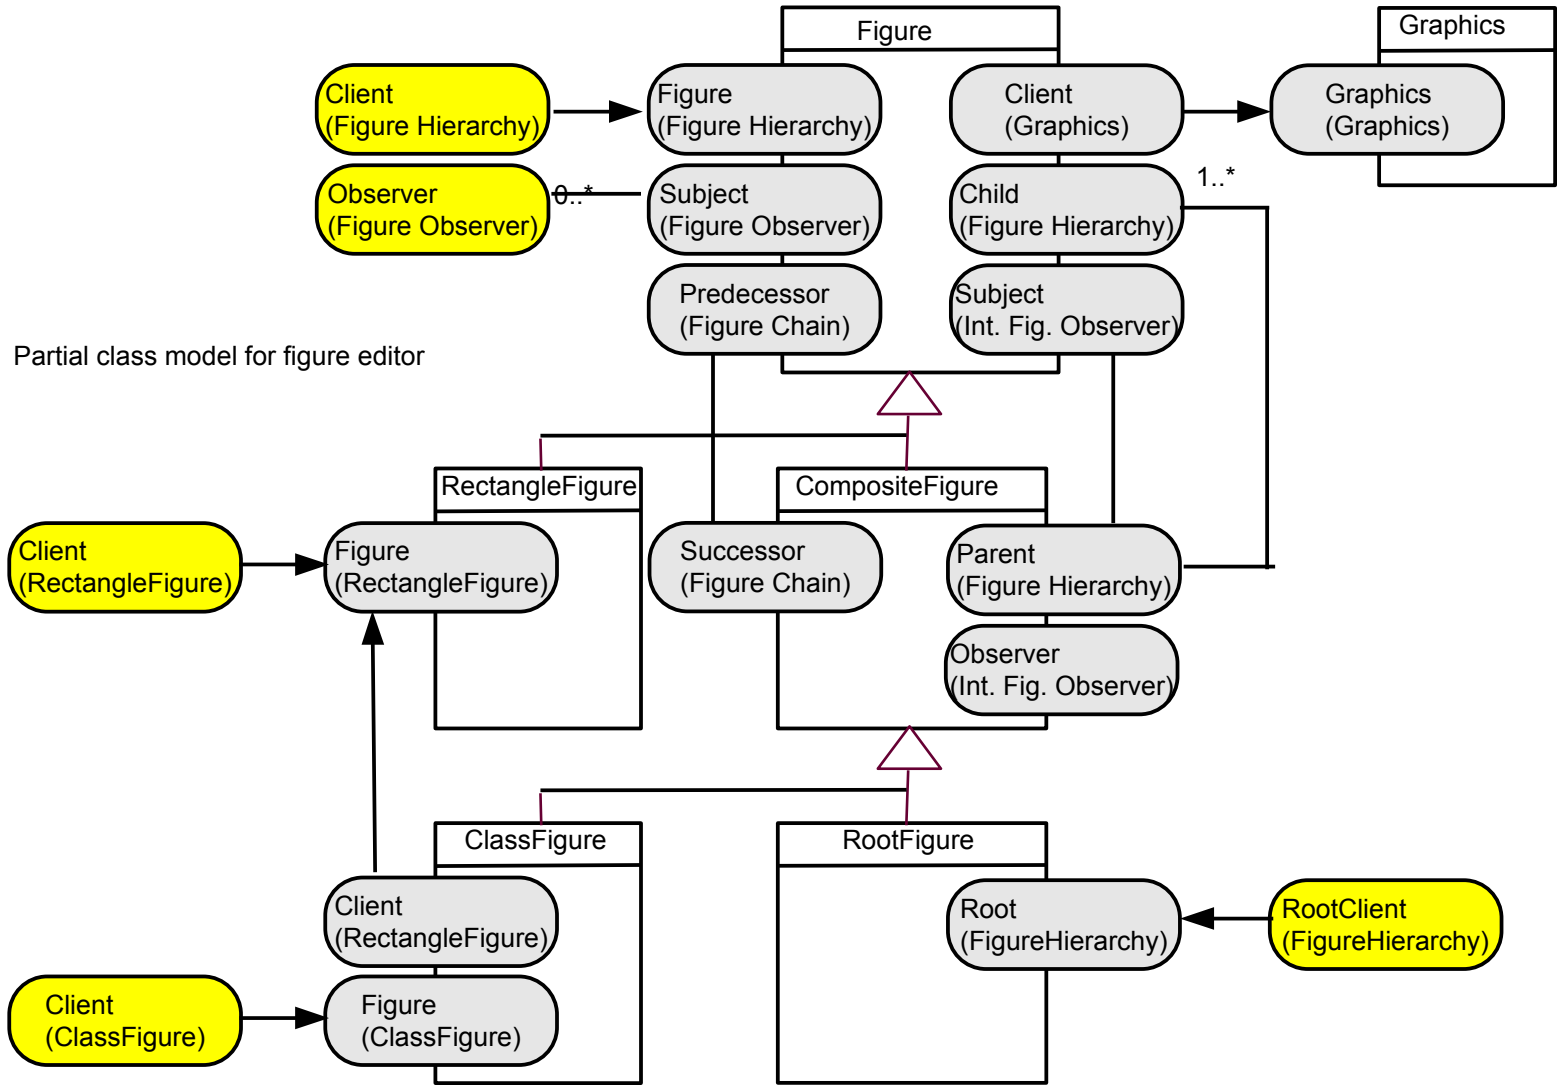 Figure
Graphics
Client
(Figure Hierarchy)
Figure
(Figure Hierarchy)
Client
(Graphics)
Graphics
(Graphics)
Observer
(Figure Observer)
0..*
Subject
(Figure Observer)
Child
(Figure Hierarchy)
1..*
Predecessor
(Figure Chain)
Subject
(Int. Fig. Observer)
Partial class model for figure editor
RectangleFigure
CompositeFigure
Client
(RectangleFigure)
Figure
(RectangleFigure)
Successor
(Figure Chain)
Parent
(Figure Hierarchy)
Observer
(Int. Fig. Observer)
ClassFigure
RootFigure
Client
(RectangleFigure)
Root
(FigureHierarchy)
RootClient
(FigureHierarchy)
Client
(ClassFigure)
Figure
(ClassFigure)